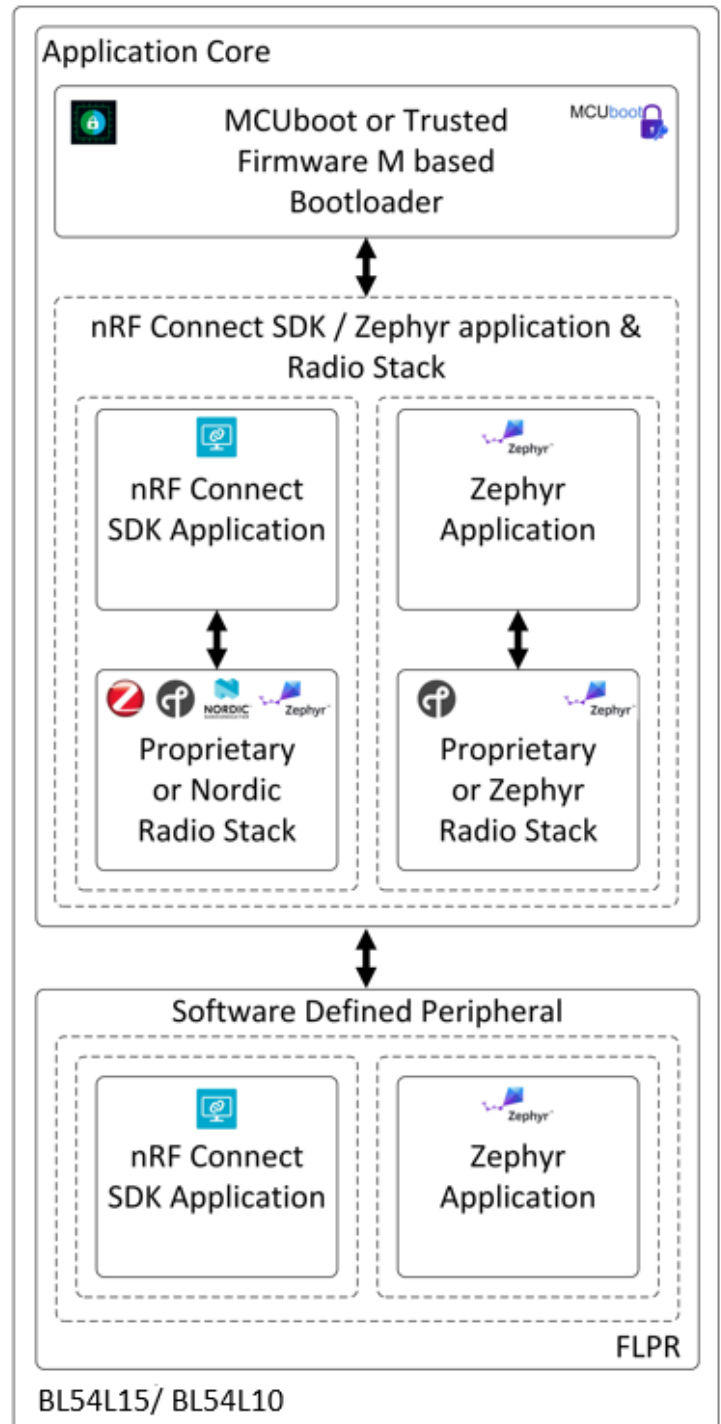 Application Core
MCUboot or Trusted
MCUboot
Firmware M based
Bootloader
nRF Connect SDK / Zephyr application &
Radio Stack
nRF Connect
SDK Application
Zephyr
Zephyr
Application
NORDIC
Zephyr
Proprietary
or Nordic
Radio Stack
Zephyr
Proprietary
or Zephyr
Radio Stack
Software Defined Peripheral
nRF Connect
SDK Application
Zephyr
Zephyr
Application
FLPR
BL54L15/ BL54L10